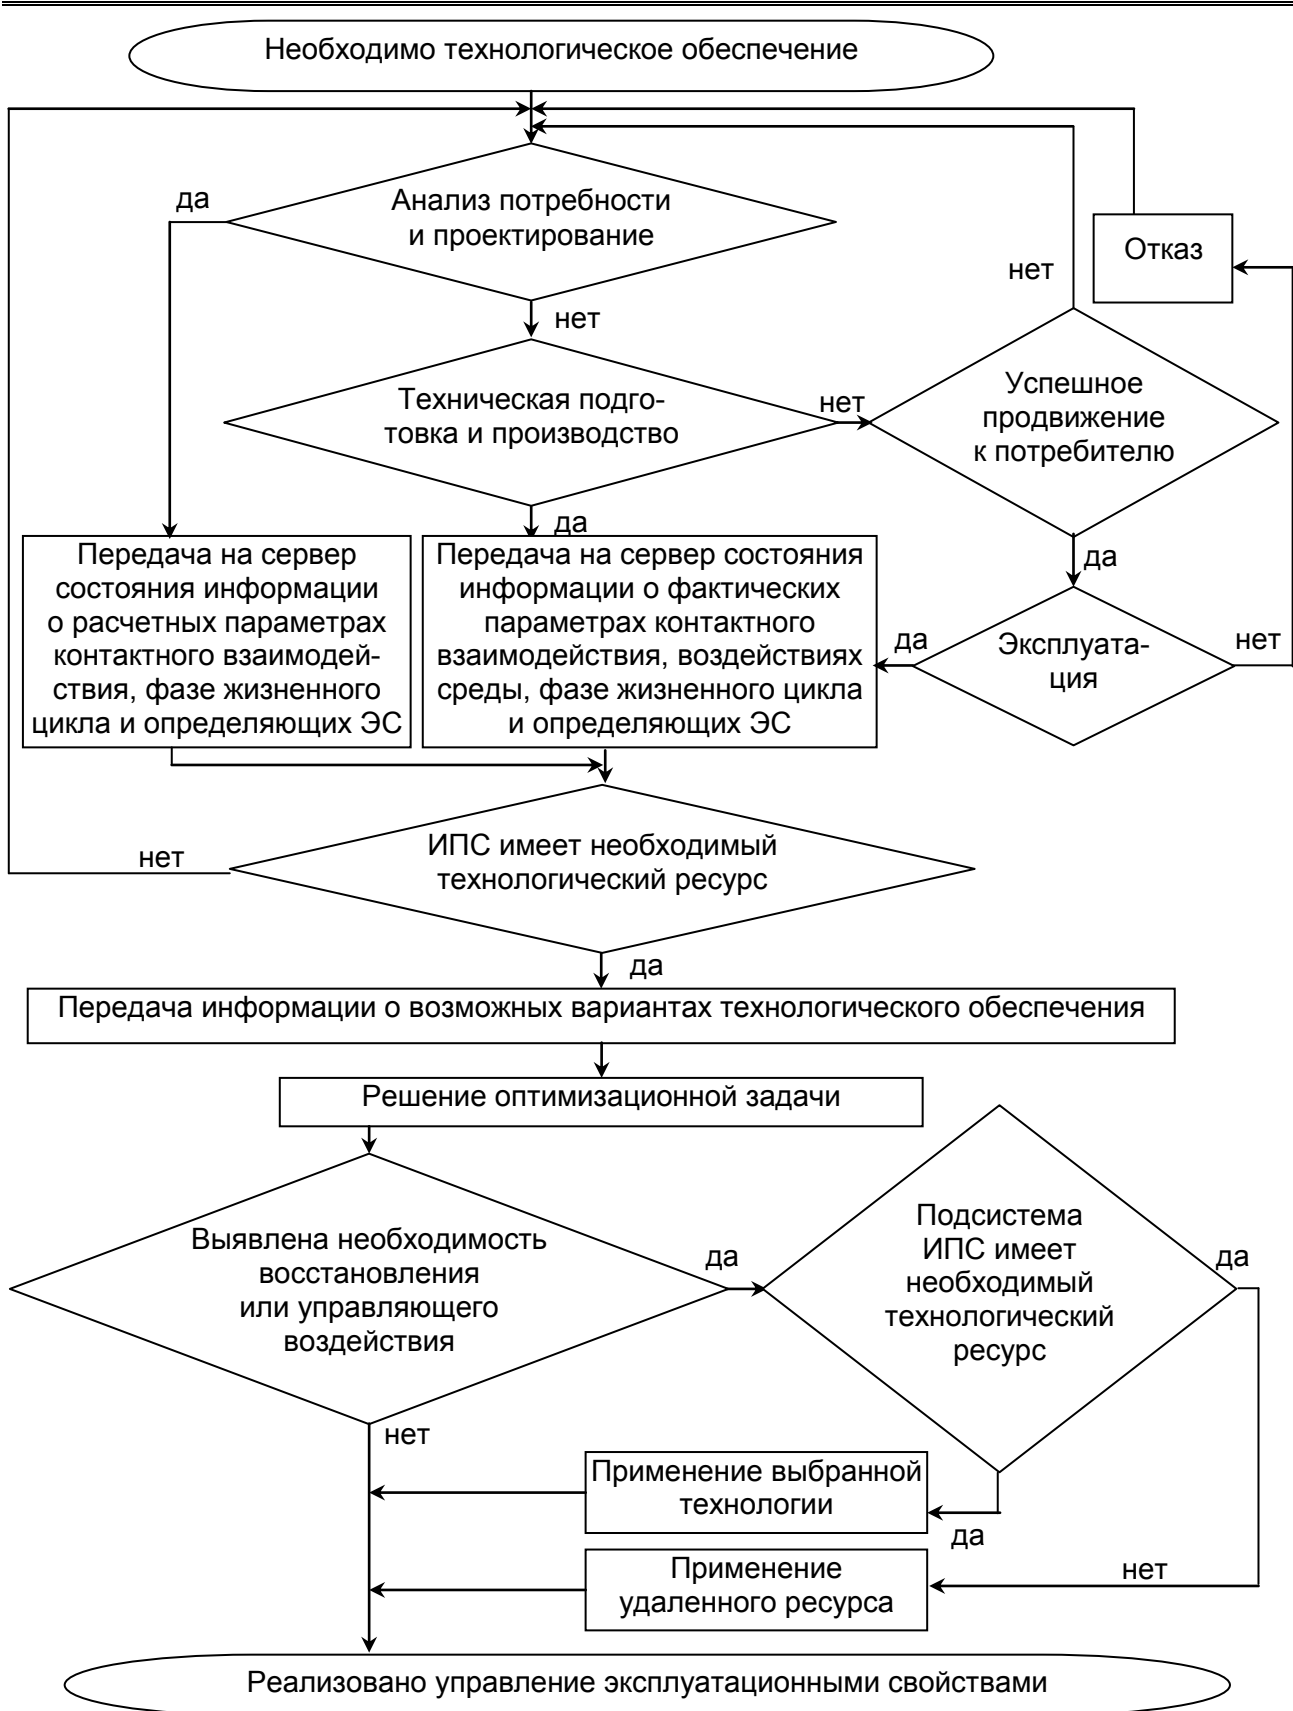 Необходимо технологическое обеспечение
да
Анализ потребности
и проектирование
Отказ
нет
нет
Успешное
продвижение
к потребителю
Техническая подго-
товка и производство
нет
да
да
Передача на сервер
состояния информации
о расчетных параметрах
контактного взаимодей-
ствия, фазе жизненного
цикла и определяющих ЭС
Передача на сервер состояния
информации о фактических
параметрах контактного
взаимодействия, воздействиях
среды, фазе жизненного цикла
и определяющих ЭС
да
Эксплуата-
ция
нет
нет
ИПС имеет необходимый
технологический ресурс
да
Передача информации о возможных вариантах технологического обеспечения
Решение оптимизационной задачи
Выявлена необходимость
восстановления
или управляющего
воздействия
да
Подсистема
ИПС имеет
необходимый
технологический
ресурс
да
нет
Применение выбранной
технологии
да
Применение
удаленного ресурса
нет
Реализовано управление эксплуатационными свойствами